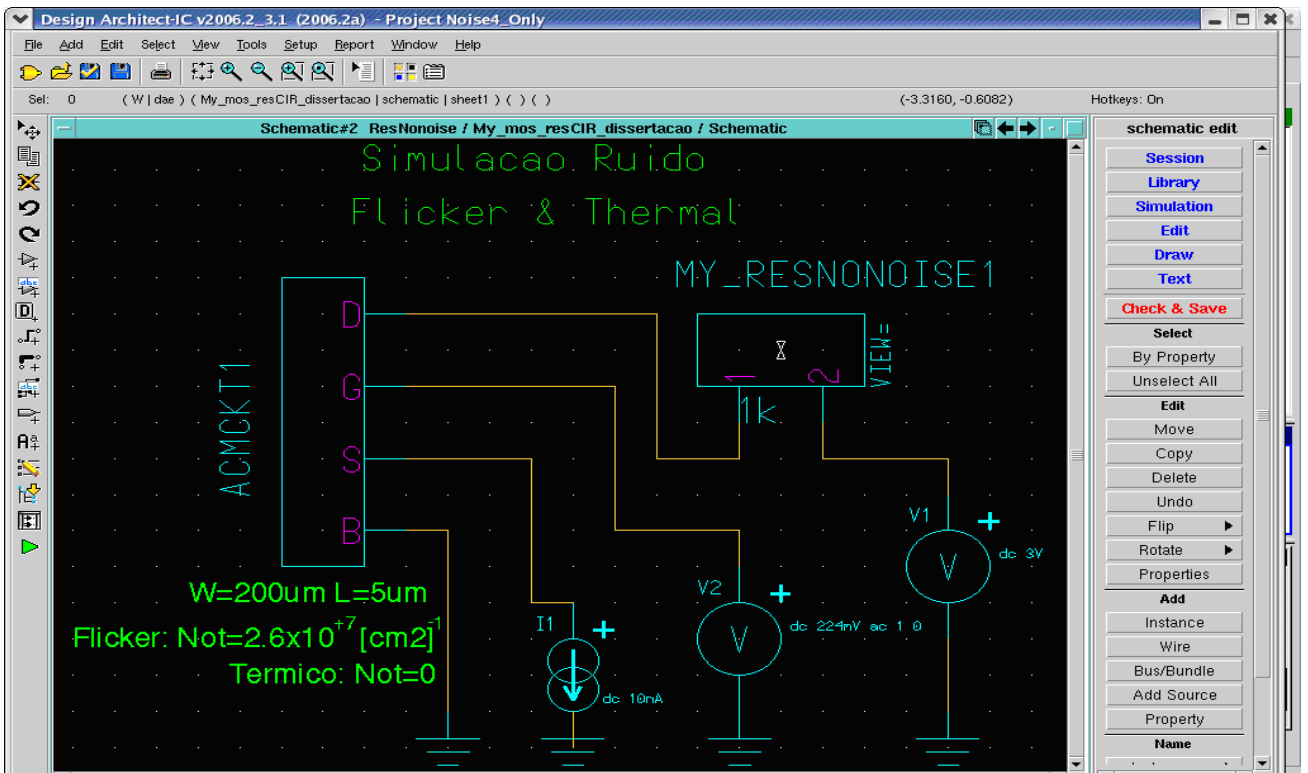 Design Architect-IC v2006.2_3.1 (2006.2a) - Project Noise4_Only
File Add Edit Select View Tools Setup Report Window Help
Sel: 0 ( W | dae ) ( My_mos_resCIR_dissertacao | schematic | sheet1 ) ( ) ( ) (-3.3160, -0.6082) Hotkeys: On
Schematic#2 ResNonoise / My_mos_resCIR_dissertacao / Schematic
schematic edit
Simulacao Ruido
Flicker & Thermal
MY_RESNONOISE1
D
G
S
B
ACMCKT1
1
2
VIEW=
1k
W=200um L=5um
Flicker: Not=2.6x10+7 [cm2]-1
Termico: Not=0
I1
+
dc 10nA
V2
+
V
dc 224mV ac 1 0
V1
+
V
dc 3V
Session
Library
Simulation
Edit
Draw
Text
Check & Save
Select
By Property
Unselect All
Edit
Move
Copy
Delete
Undo
Flip
Rotate
Properties
Add
Instance
Wire
Bus/Bundle
Add Source
Property
Name